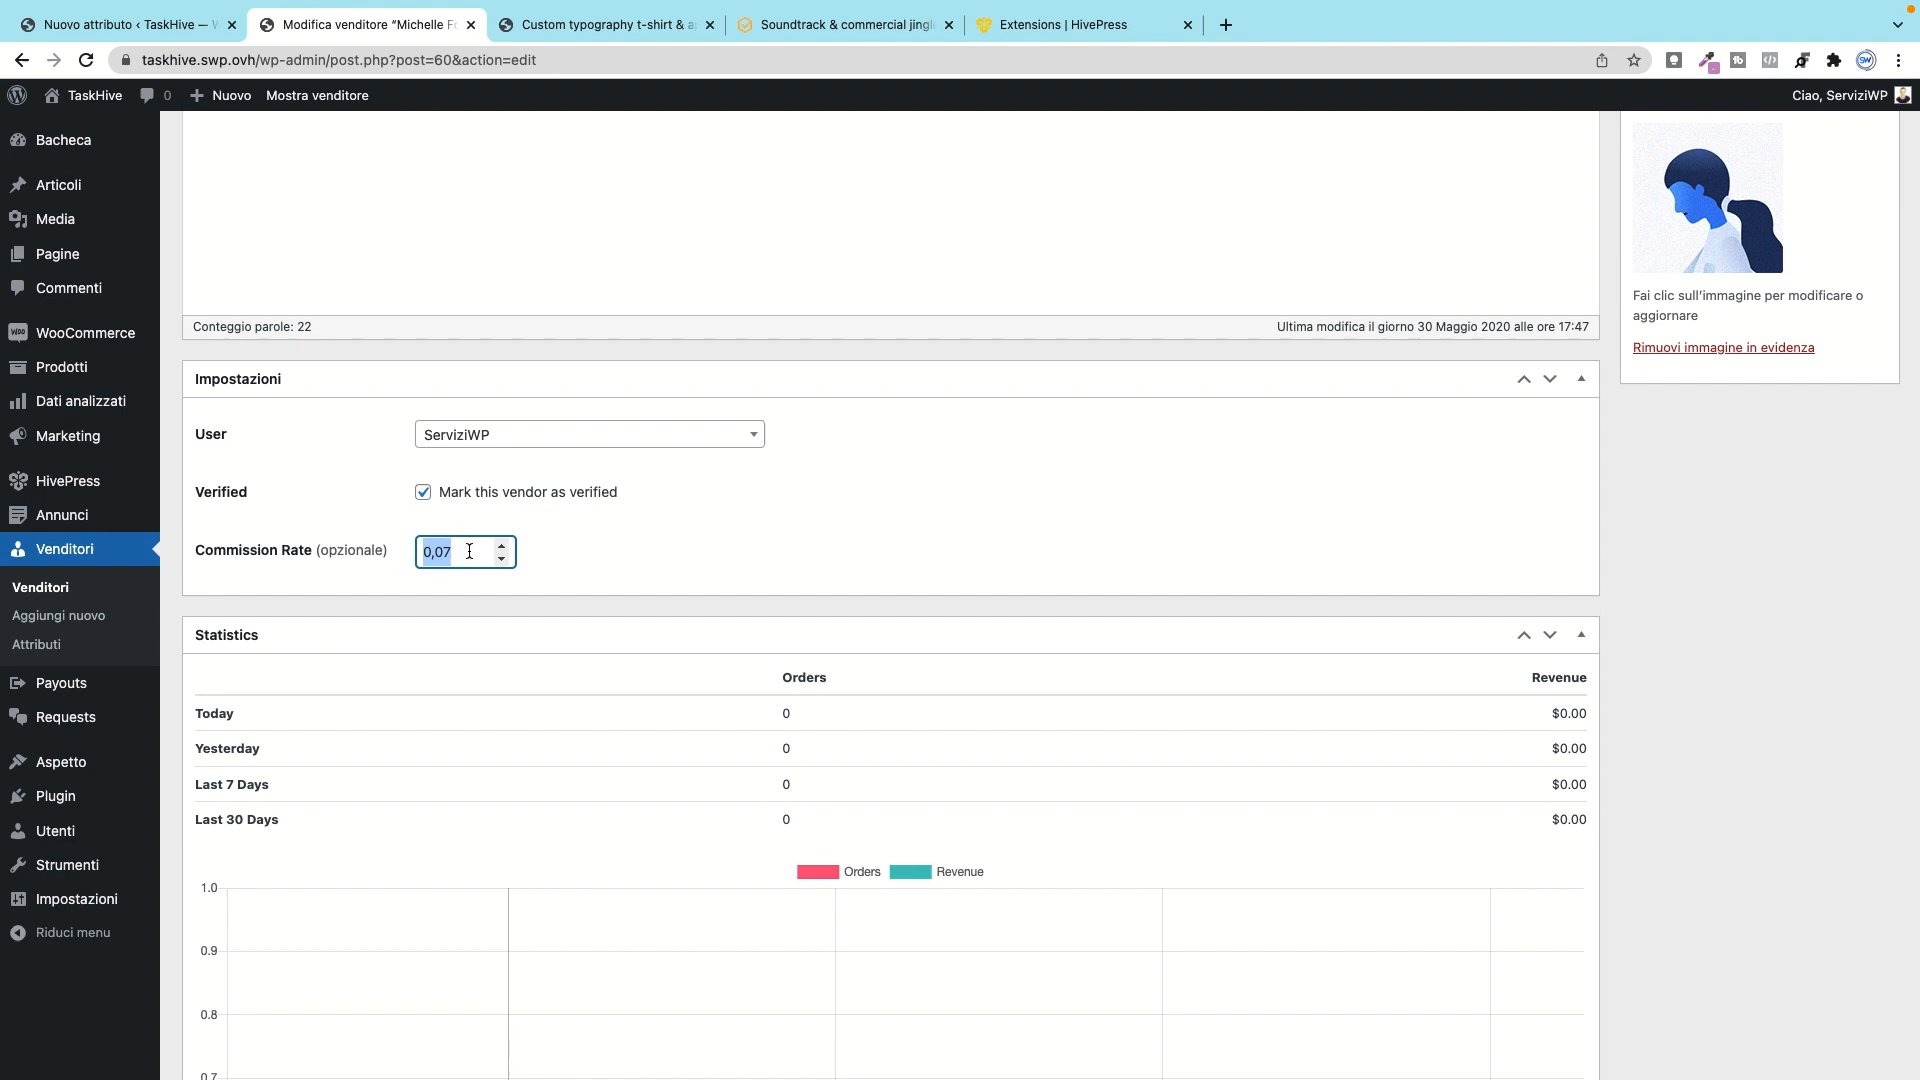 Nuovo attributo ‹ TaskHive —
Modifica venditore “Michelle
Custom typography t-shirt &
Soundtrack & commercial jingl
Extensions | HivePress
taskhive.swp.ovh/wp-admin/post.php?post=60&action=edit
TaskHive
0
Nuovo
Mostra venditore
Ciao, ServiziWP
Bacheca
Articoli
Media
Pagine
Commenti
WooCommerce
Prodotti
Dati analizzati
Marketing
HivePress
Annunci
Venditori
Venditori
Aggiungi nuovo
Attributi
Payouts
Requests
Aspetto
Plugin
Utenti
Strumenti
Impostazioni
Riduci menu
Conteggio parole: 22
Ultima modifica il giorno 30 Maggio 2020 alle ore 17:47
Impostazioni
User
ServiziWP
Verified
Mark this vendor as verified
Commission Rate (opzionale)
0,07
Statistics
Orders Revenue
Today 0 $0.00
Yesterday 0 $0.00
Last 7 Days 0 $0.00
Last 30 Days 0 $0.00
Orders Revenue
1.0
0.9
0.8
0.7
Fai clic sull'immagine per modificare o
aggiornare
Rimuovi immagine in evidenza